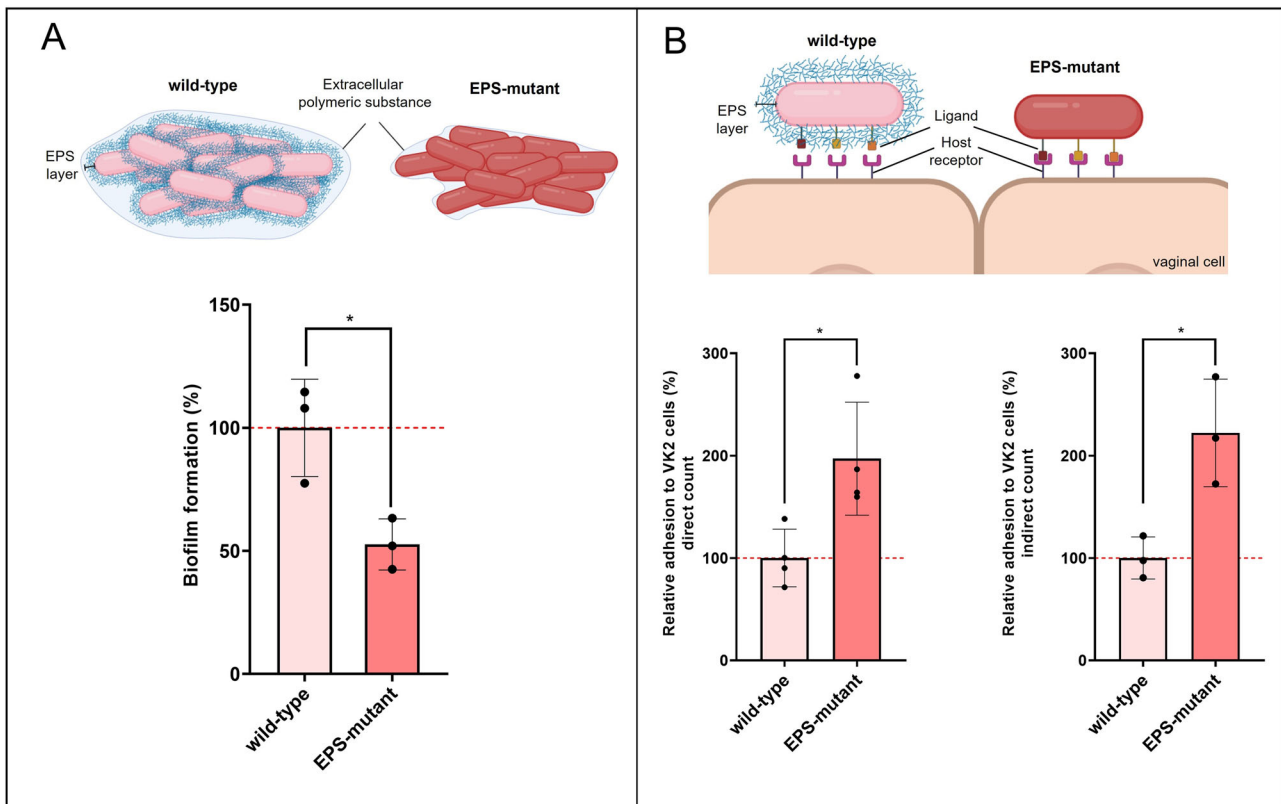 A
wild-type
Extracellular
polymeric substance
EPS-mutant
EPS
layer
Biofilm formation (%)
150
100
50
0
*
wild-type
EPS-mutant
B
wild-type
EPS-mutant
EPS
layer
Ligand
Host
receptor
vaginal cell
Relative adhesion to VK2 cells (%)
direct count
300
200
100
0
*
wild-type
EPS-mutant
Relative adhesion to VK2 cells (%)
indirect count
300
200
100
0
*
wild-type
EPS-mutant